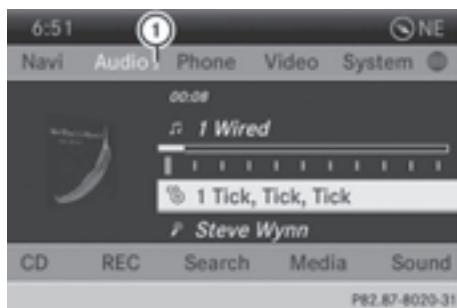 6:51 1 NE
Navi Audio Phone Video System
00:08
1 Wired
1 Tick, Tick, Tick
Steve Wynn
CD REC Search Media Sound
P82.87-8020-31